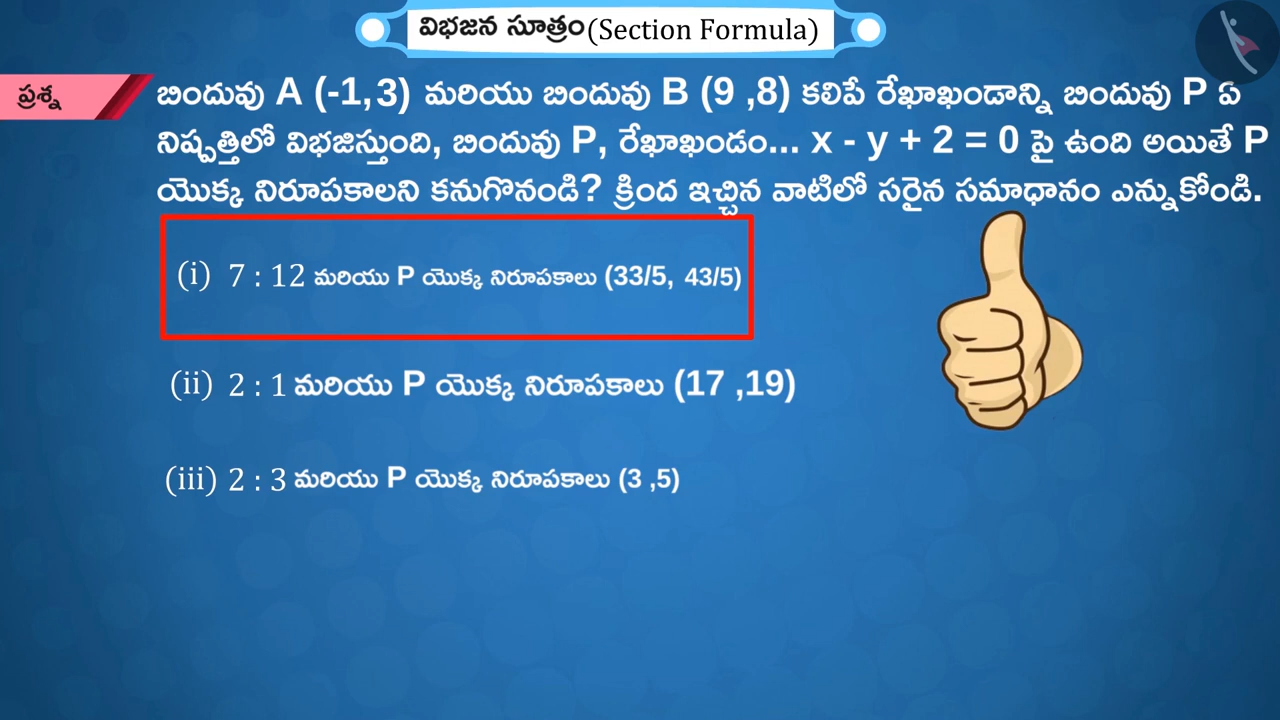 విభజన సూత్రం(Section Formula)
ప్రశ్న
బిందువు A (-1,3) మరియు బిందువు B (9 ,8) కలిపే రేఖాఖండాన్ని బిందువు P ఏ
నిష్పత్తిలో విభజిస్తుంది, బిందువు P, రేఖాఖండం... x - y + 2 = 0 పై ఉంది అయితే P
యొక్క నిరూపకాలని కనుగొనండి? క్రింద ఇచ్చిన వాటిలో సరైన సమాధానం ఎన్నుకోండి.
(i) 7 : 12 మరియు P యొక్క నిరూపకాలు (33/5, 43/5)
(ii) 2 : 1 మరియు P యొక్క నిరూపకాలు (17 ,19)
(iii) 2 : 3 మరియు P యొక్క నిరూపకాలు (3 ,5)